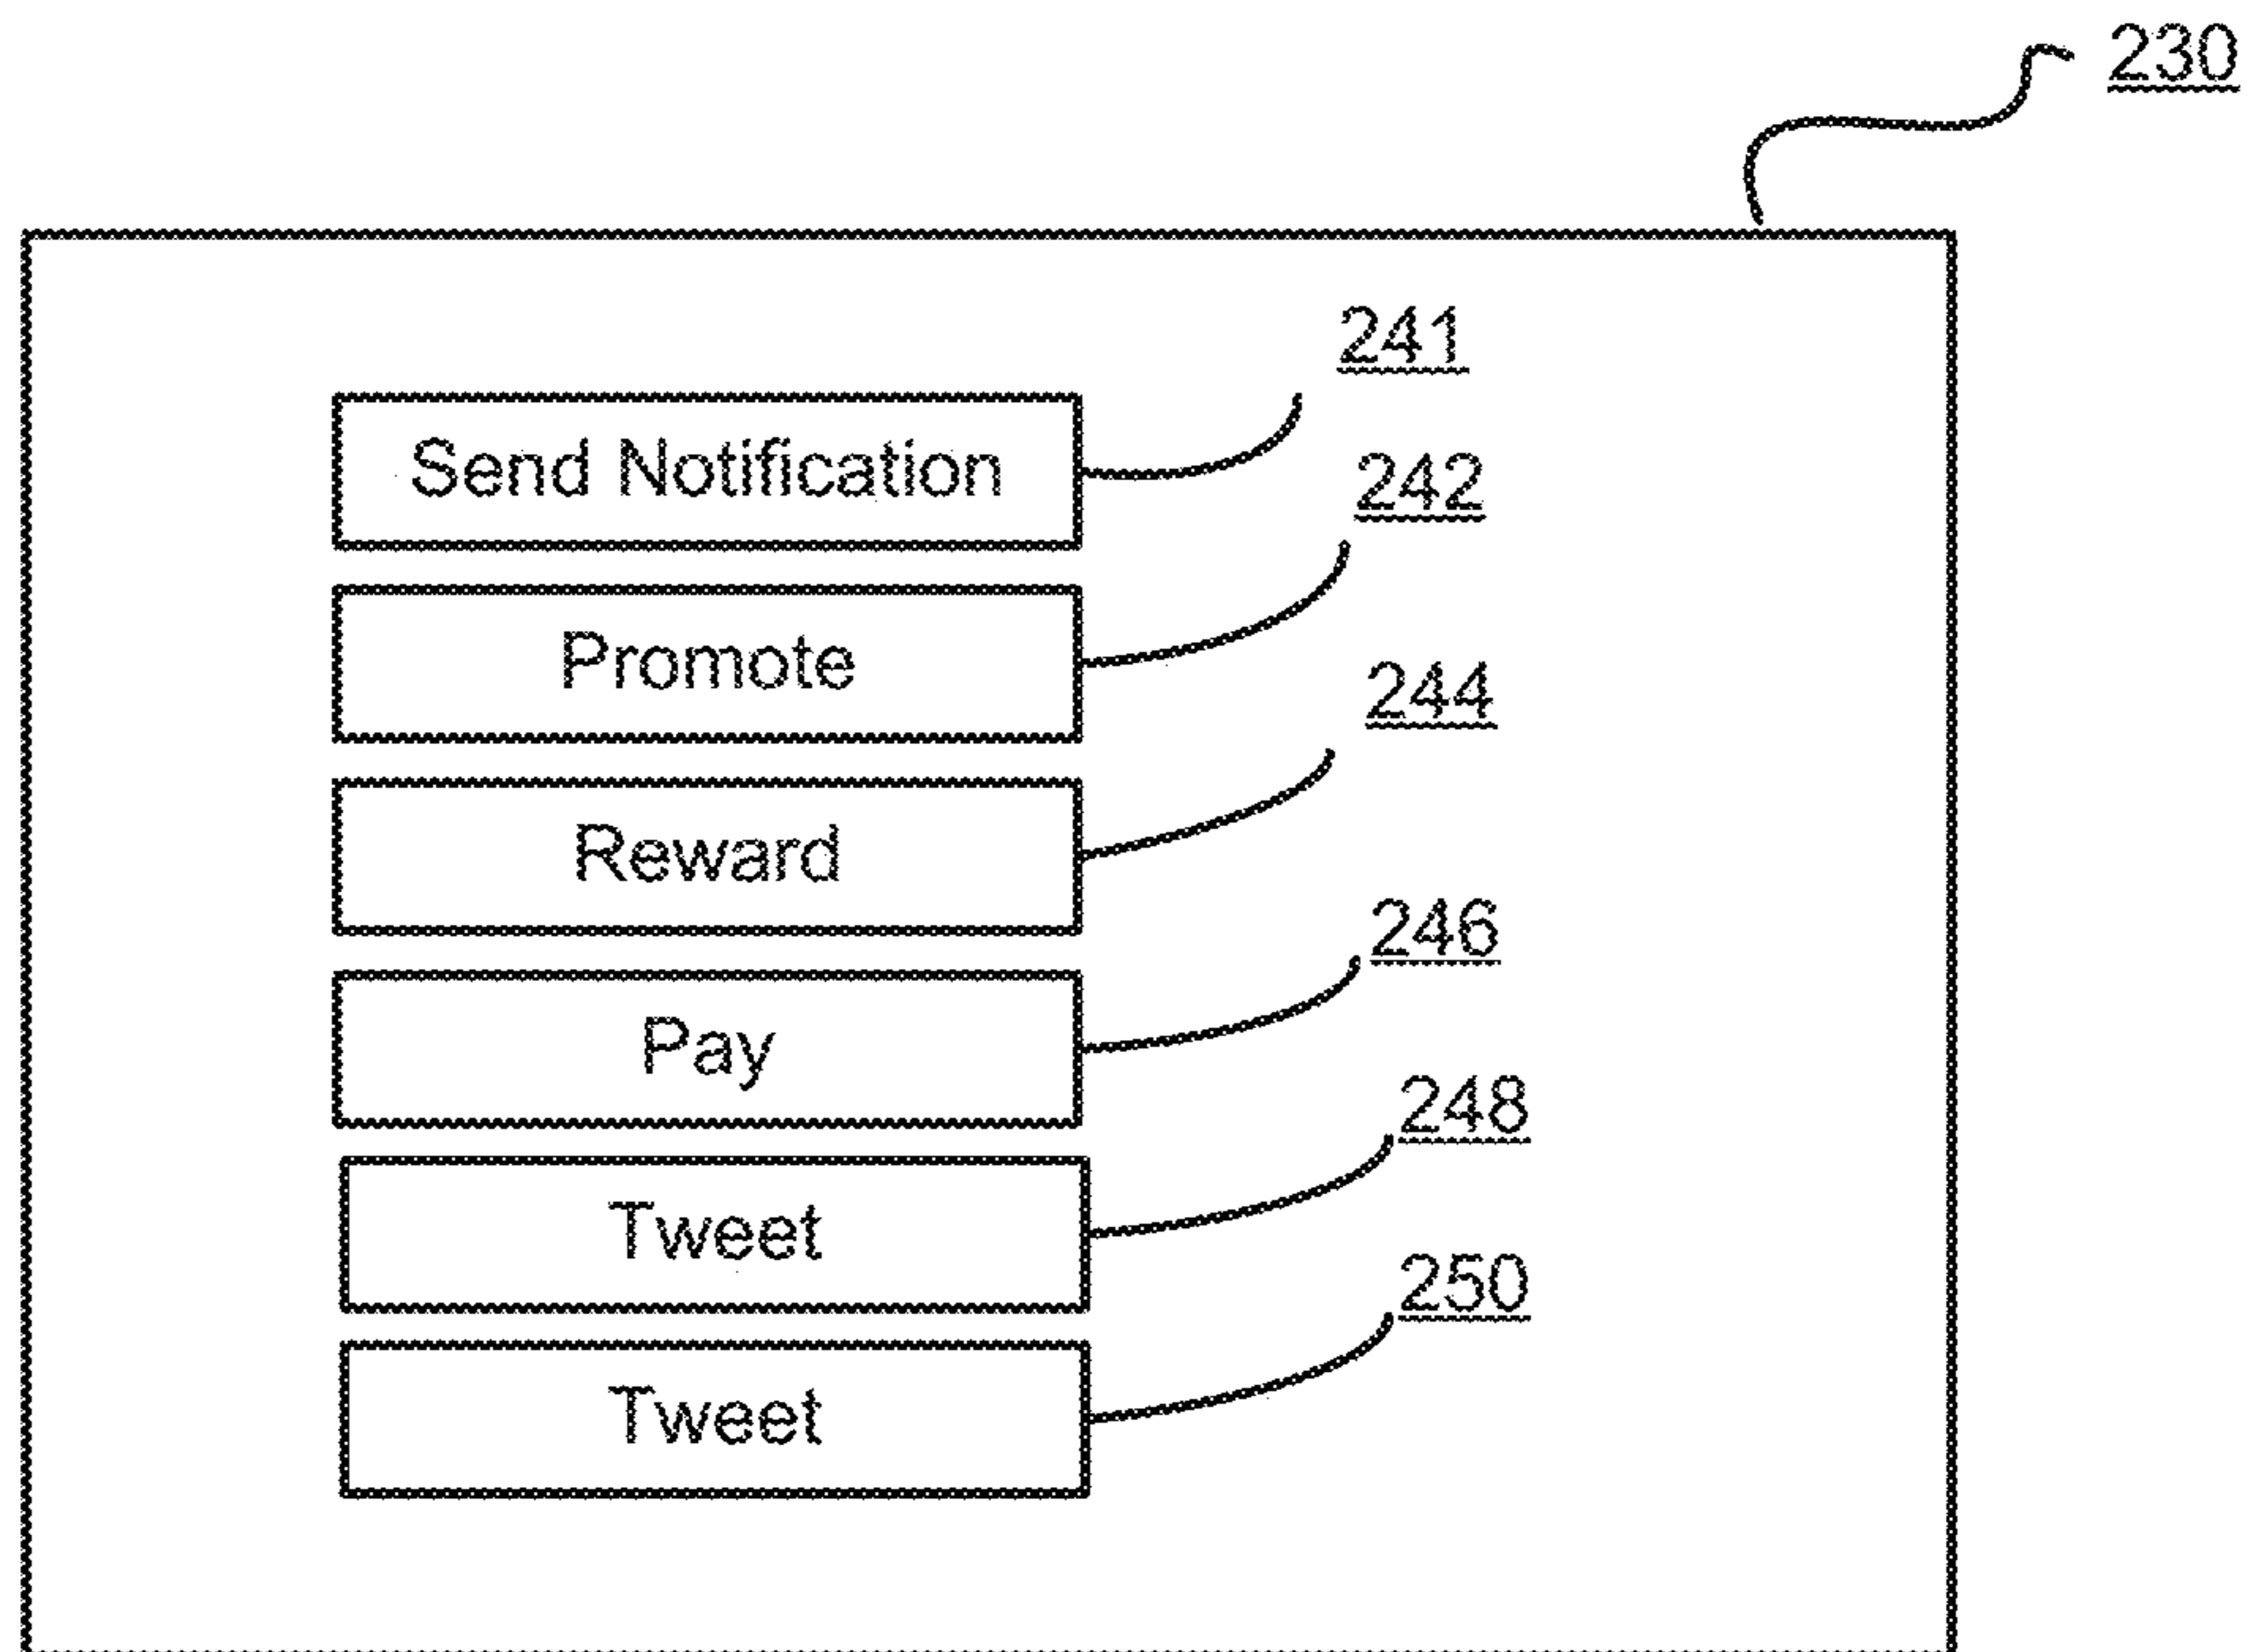 230
241
Send Notification
242
Promote
244
Reward
246
Pay
248
Tweet
250
Tweet